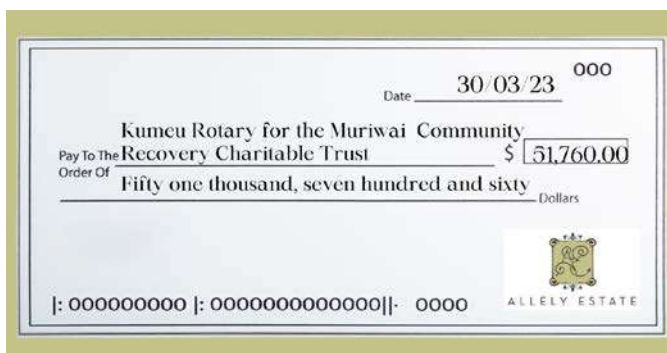 000
Date 30/03/23
Kumeu Rotary for the Muriwai Community
Pay To The Recovery Charitable Trust $ 51,760.00
Order Of
Fifty one thousand, seven hundred and sixty
Dollars
ALLELY ESTATE
|: 000000000 |: 0000000000000||· 0000